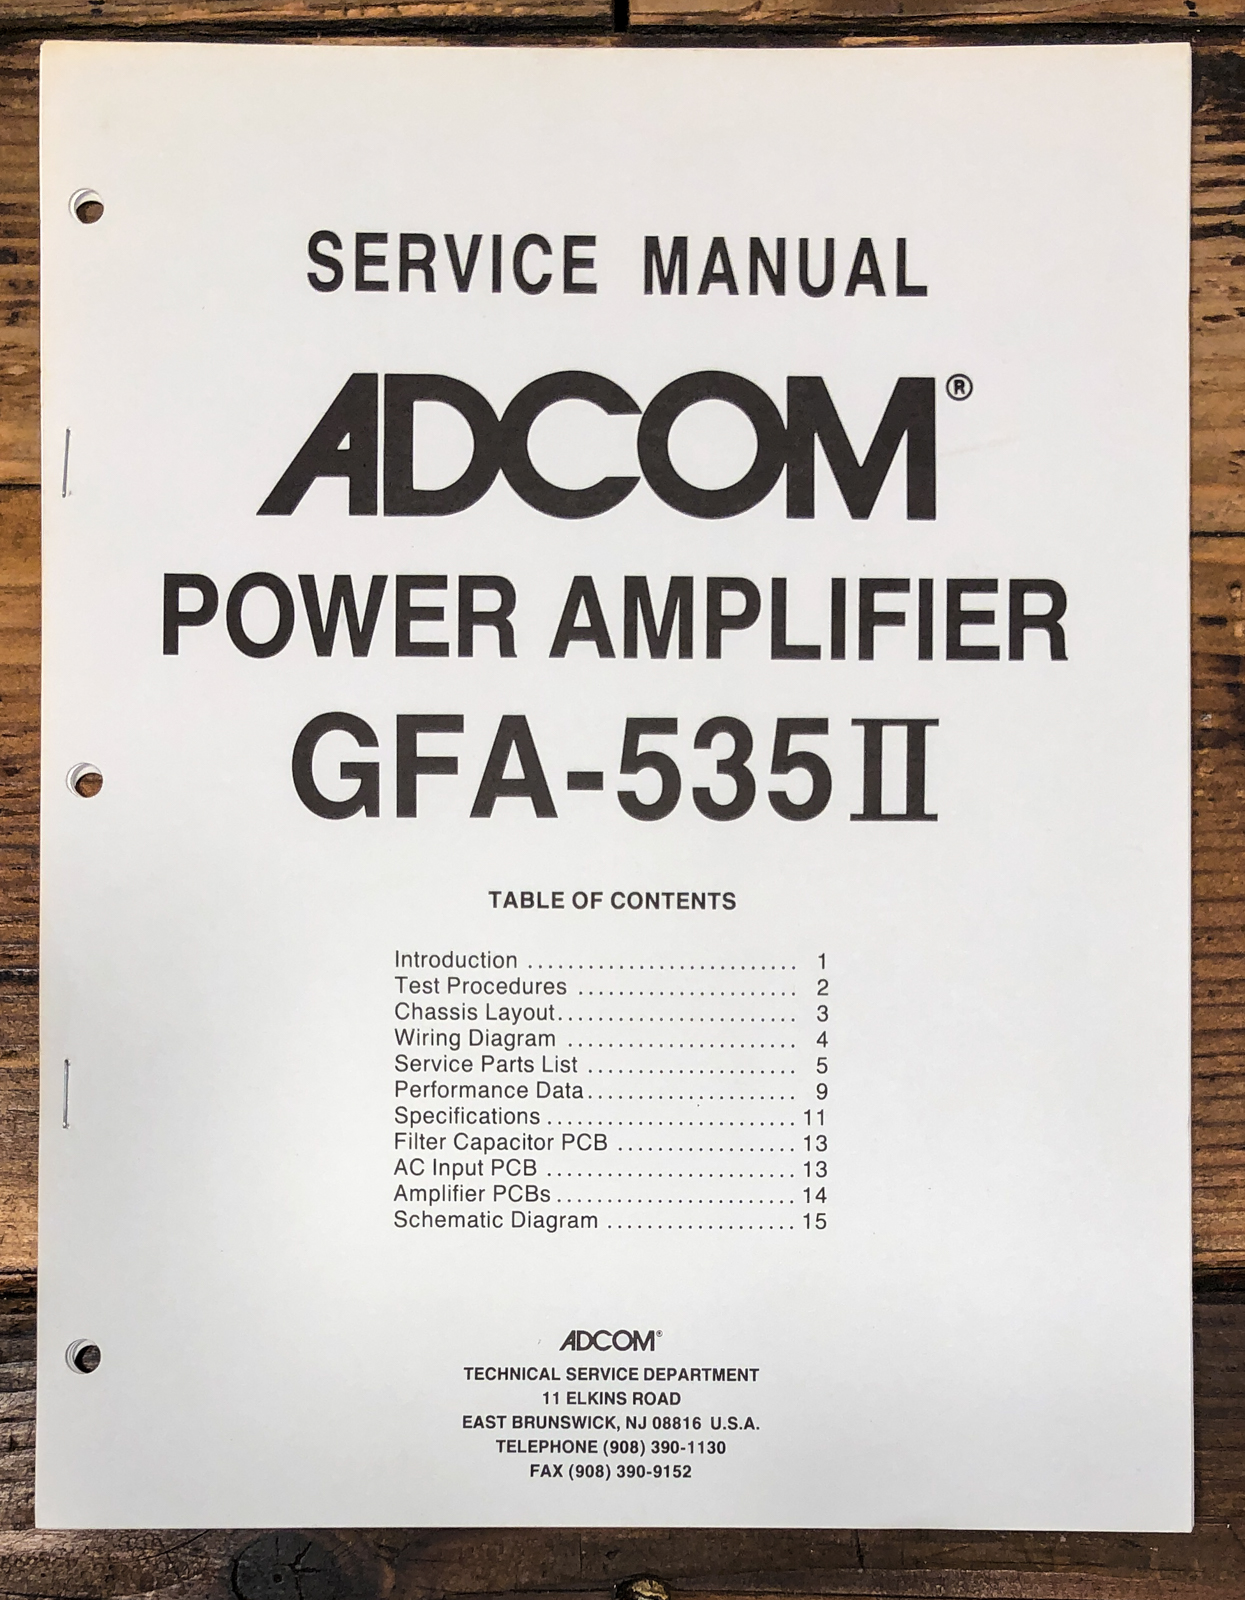 SERVICE MANUAL
ADCOM®
POWER AMPLIFIER
GFA-535II
TABLE OF CONTENTS
Introduction ........................... 1
Test Procedures ...................... 2
Chassis Layout........................ 3
Wiring Diagram ....................... 4
Service Parts List ..................... 5
Performance Data..................... 9
Specifications ......................... 11
Filter Capacitor PCB .................. 13
AC Input PCB ......................... 13
Amplifier PCBs ........................ 14
Schematic Diagram ................... 15
ADCOM®
TECHNICAL SERVICE DEPARTMENT
11 ELKINS ROAD
EAST BRUNSWICK, NJ 08816 U.S.A.
TELEPHONE (908) 390-1130
FAX (908) 390-9152